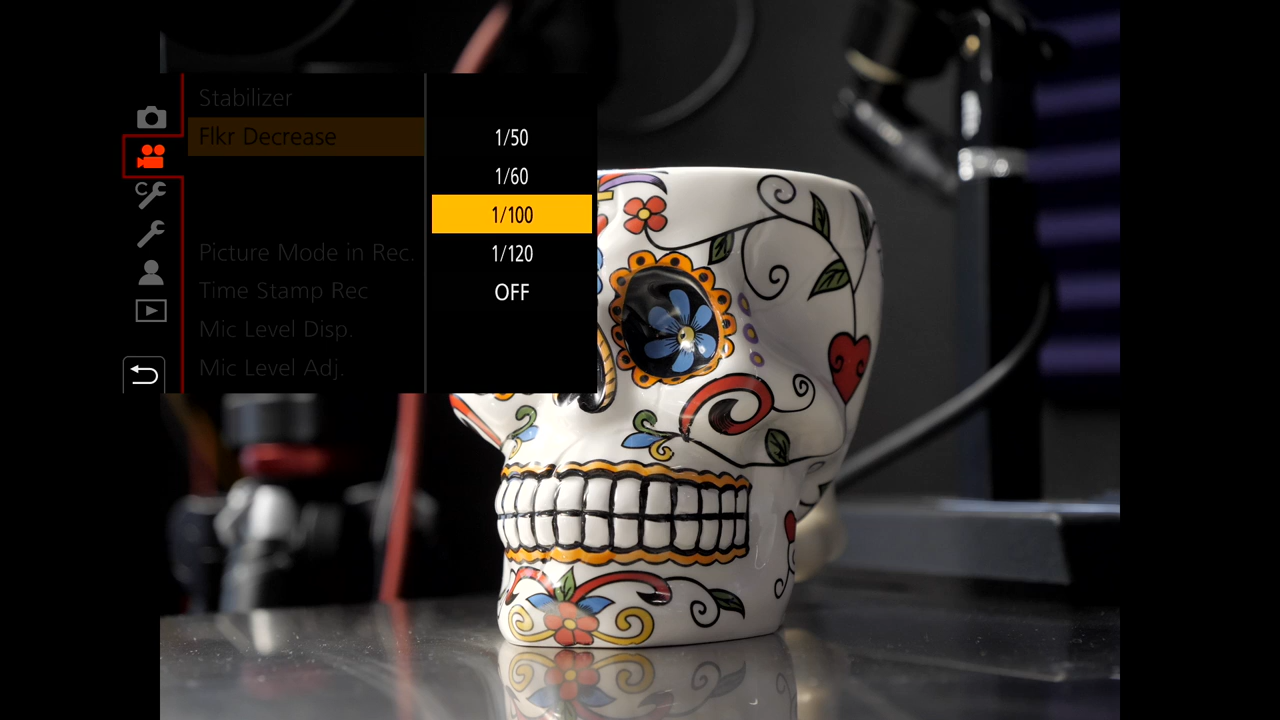 Stabilizer
Flkr Decrease
1/50
1/60
1/100
1/120
OFF
Picture Mode in Rec.
Time Stamp Rec
Mic Level Disp.
Mic Level Adj.